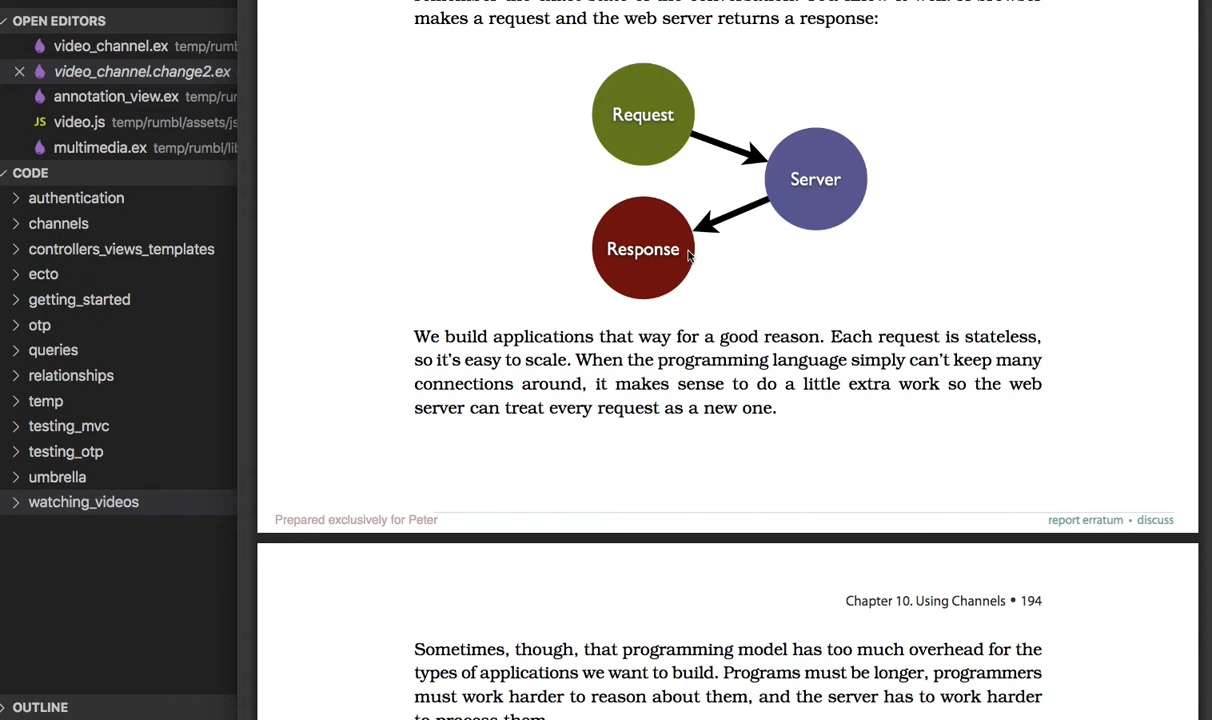 OPEN EDITORS
video_channel.ex temp/rumb
video_channel.change2.ex
annotation_view.ex temp/rur
JS video.js temp/rumbl/assets/js
multimedia.ex temp/rumbl/lib
CODE
authentication
channels
controllers_views_templates
ecto
getting_started
otp
queries
relationships
temp
testing_mvc
testing_otp
umbrella
watching_videos
OUTLINE
makes a request and the web server returns a response:
Request
Server
Response
We build applications that way for a good reason. Each request is stateless,
so it's easy to scale. When the programming language simply can't keep many
connections around, it makes sense to do a little extra work so the web
server can treat every request as a new one.
Prepared exclusively for Peter
report erratum • discuss
Chapter 10. Using Channels • 194
Sometimes, though, that programming model has too much overhead for the
types of applications we want to build. Programs must be longer, programmers
must work harder to reason about them, and the server has to work harder
to process them.